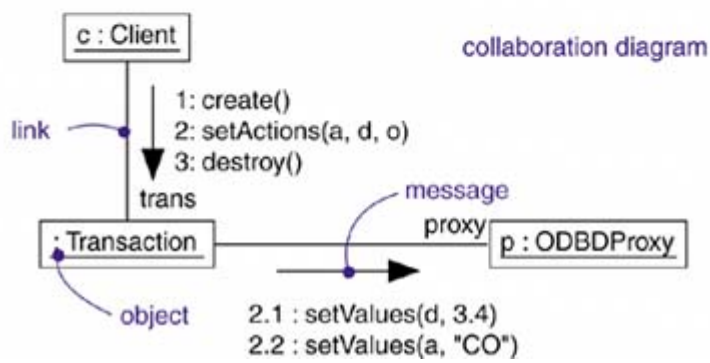 c : Client
collaboration diagram
1: create()
link
2: setActions(a, d, o)
3: destroy()
trans
message
: Transaction
proxy
p : ODBDProxy
object
2.1 : setValues(d, 3.4)
2.2 : setValues(a, "CO")